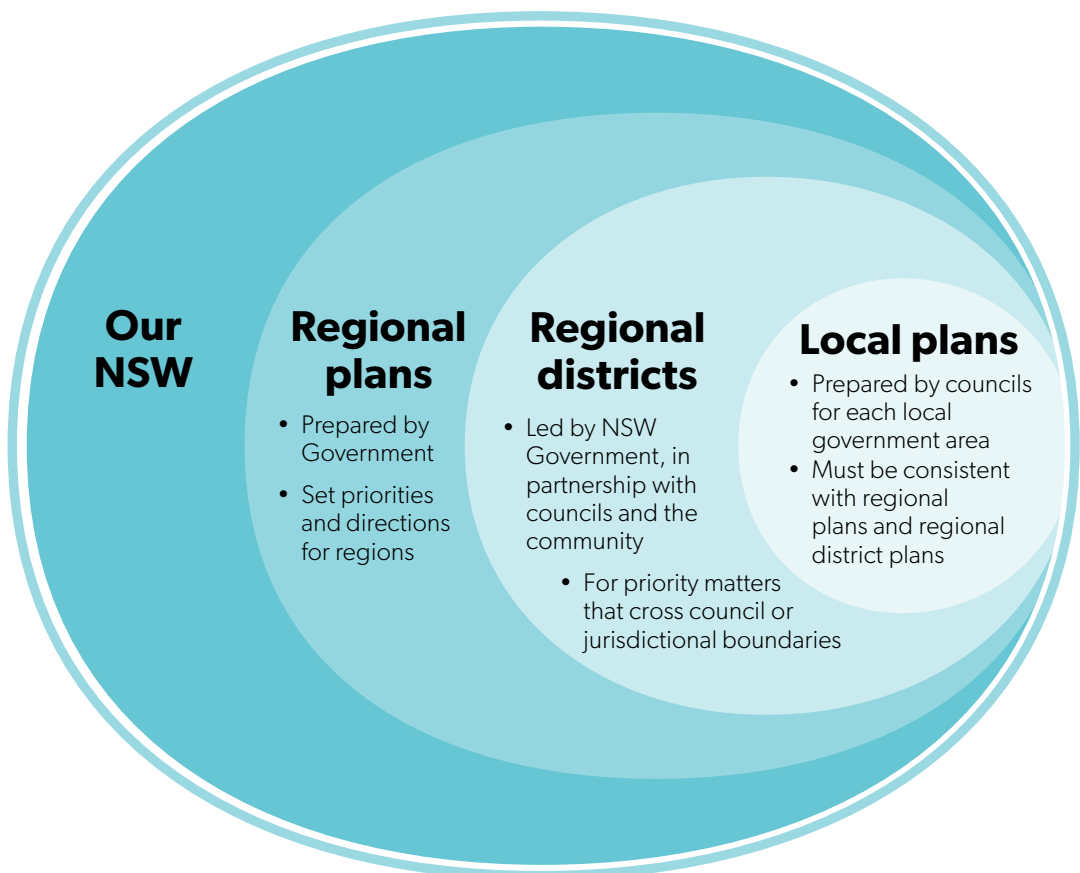 Our
NSW
Regional
plans
• Prepared by
Government
• Set priorities
and directions
for regions
Regional
districts
• Led by NSW
Government, in
partnership with
councils and the
community
• For priority matters
that cross council or
jurisdictional boundaries
Local plans
• Prepared by councils
for each local
government area
• Must be consistent
with regional
plans and regional
district plans